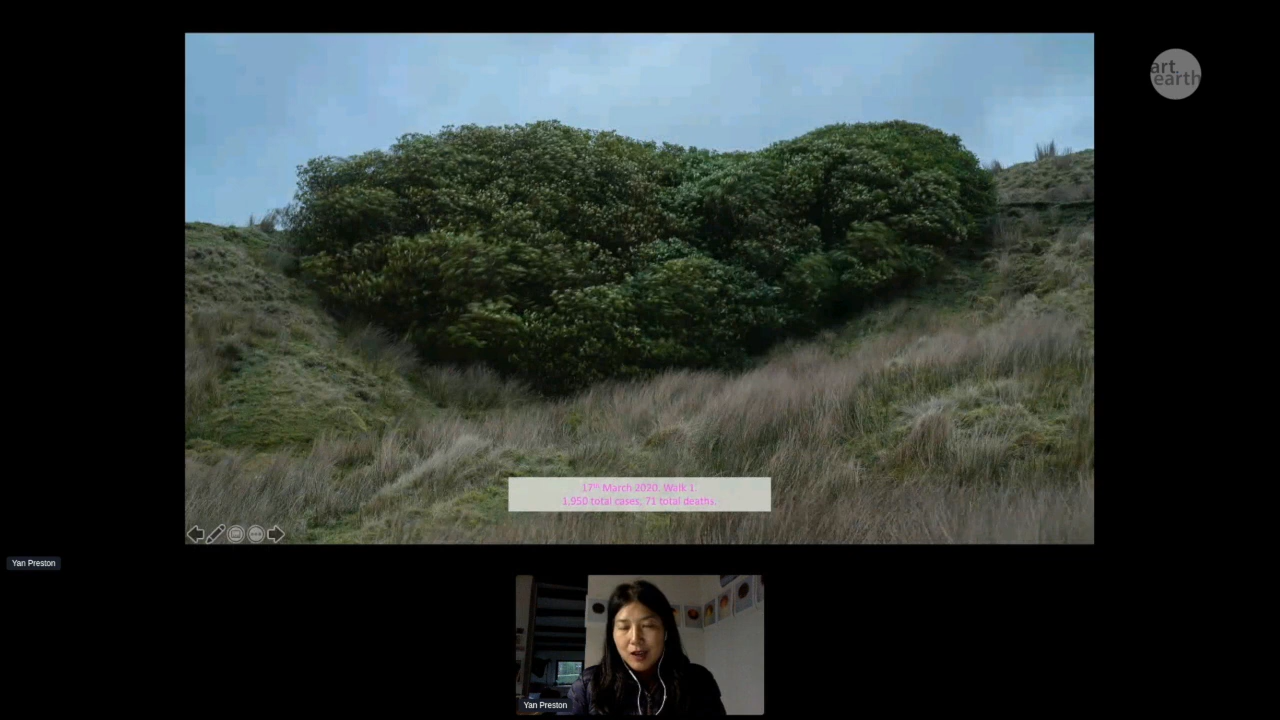 art
earth
17th March 2020. Walk 1
1,950 total cases; 71 total deaths.
Yan Preston
Yan Preston